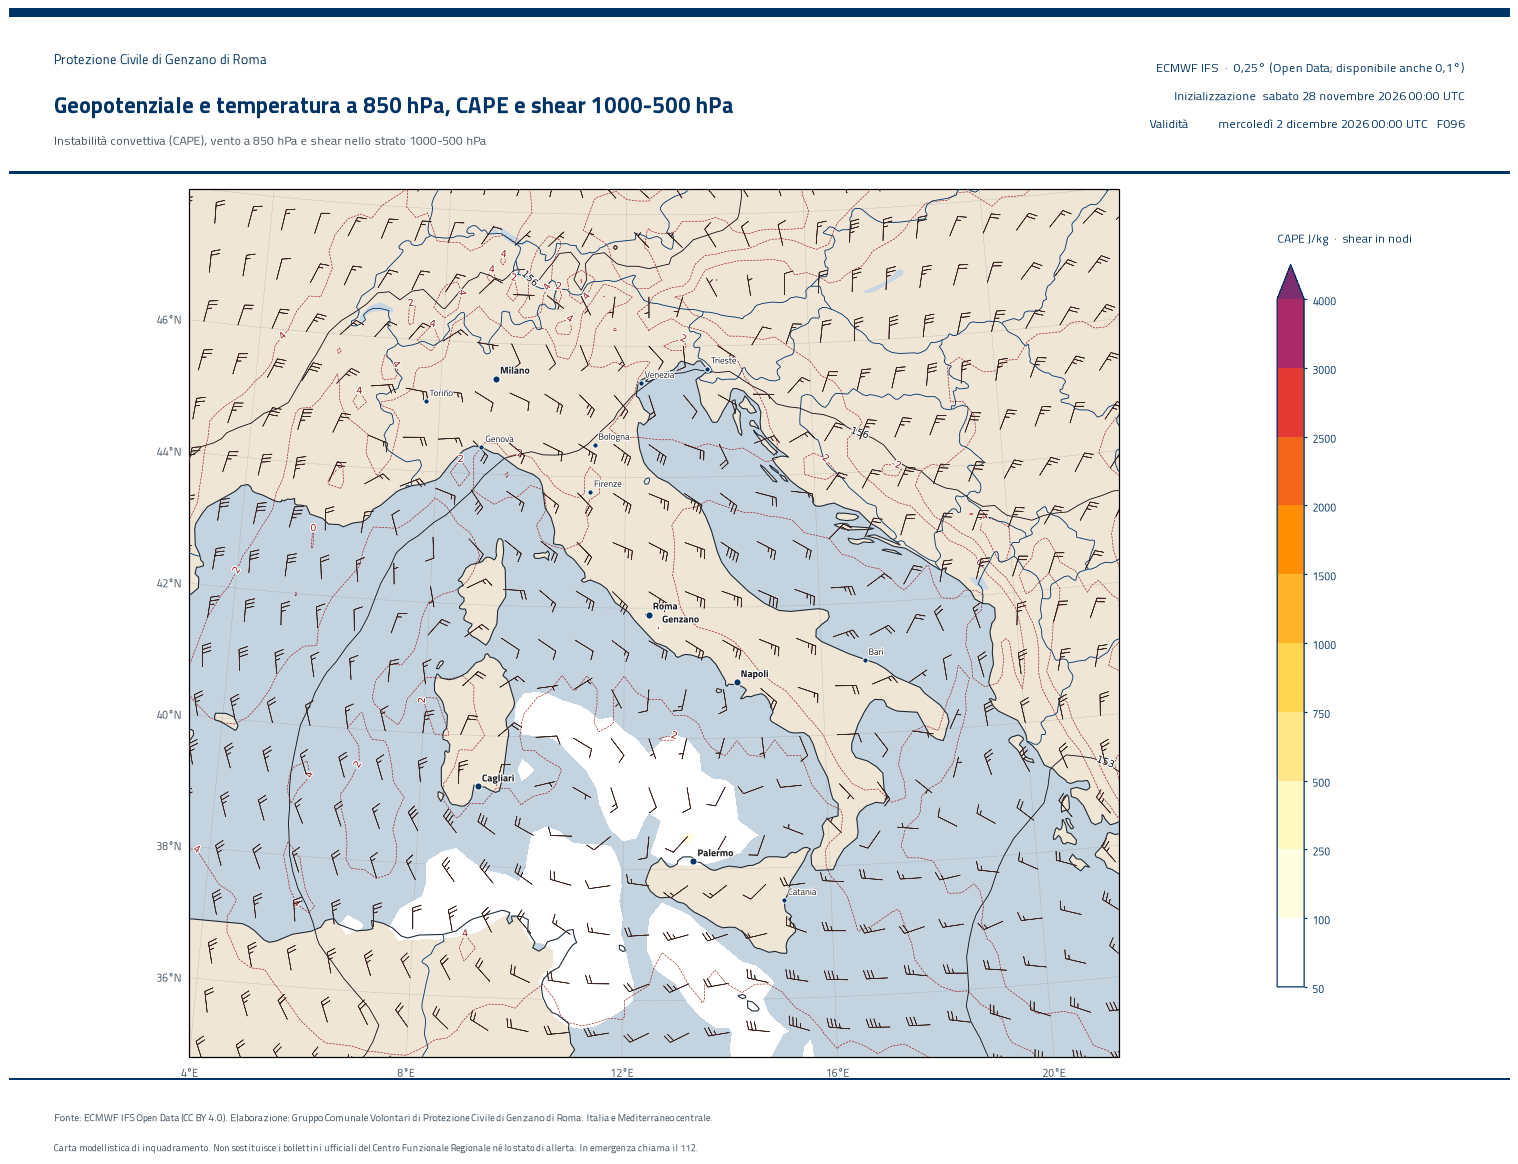 Protezione Civile di Genzano di Roma
Geopotenziale e temperatura a 850 hPa, CAPE e shear 1000-500 hPa
Instabilità convettiva (CAPE), vento a 850 hPa e shear nello strato 1000-500 hPa
ECMWF IFS · 0,25° (Open Data; disponibile anche 0,1°)
Inizializzazione sabato 28 novembre 2026 00:00 UTC
Validità mercoledì 2 dicembre 2026 00:00 UTC F096
CAPE J/kg · shear in nodi
4000
3000
2500
2000
1500
1000
750
500
250
100
50
46°N
44°N
42°N
40°N
38°N
36°N
4°E
8°E
12°E
16°E
20°E
Milano
Torino
Venezia
Trieste
Genova
Bologna
Firenze
Roma
Genzano
Napoli
Bari
Cagliari
Palermo
Catania
156
156
153
Fonte: ECMWF IFS Open Data (CC BY 4.0). Elaborazione: Gruppo Comunale Volontari di Protezione Civile di Genzano di Roma. Italia e Mediterraneo centrale.
Carta modellistica di inquadramento. Non sostituisce i bollettini ufficiali del Centro Funzionale Regionale né lo stato di allerta. In emergenza chiama il 112.